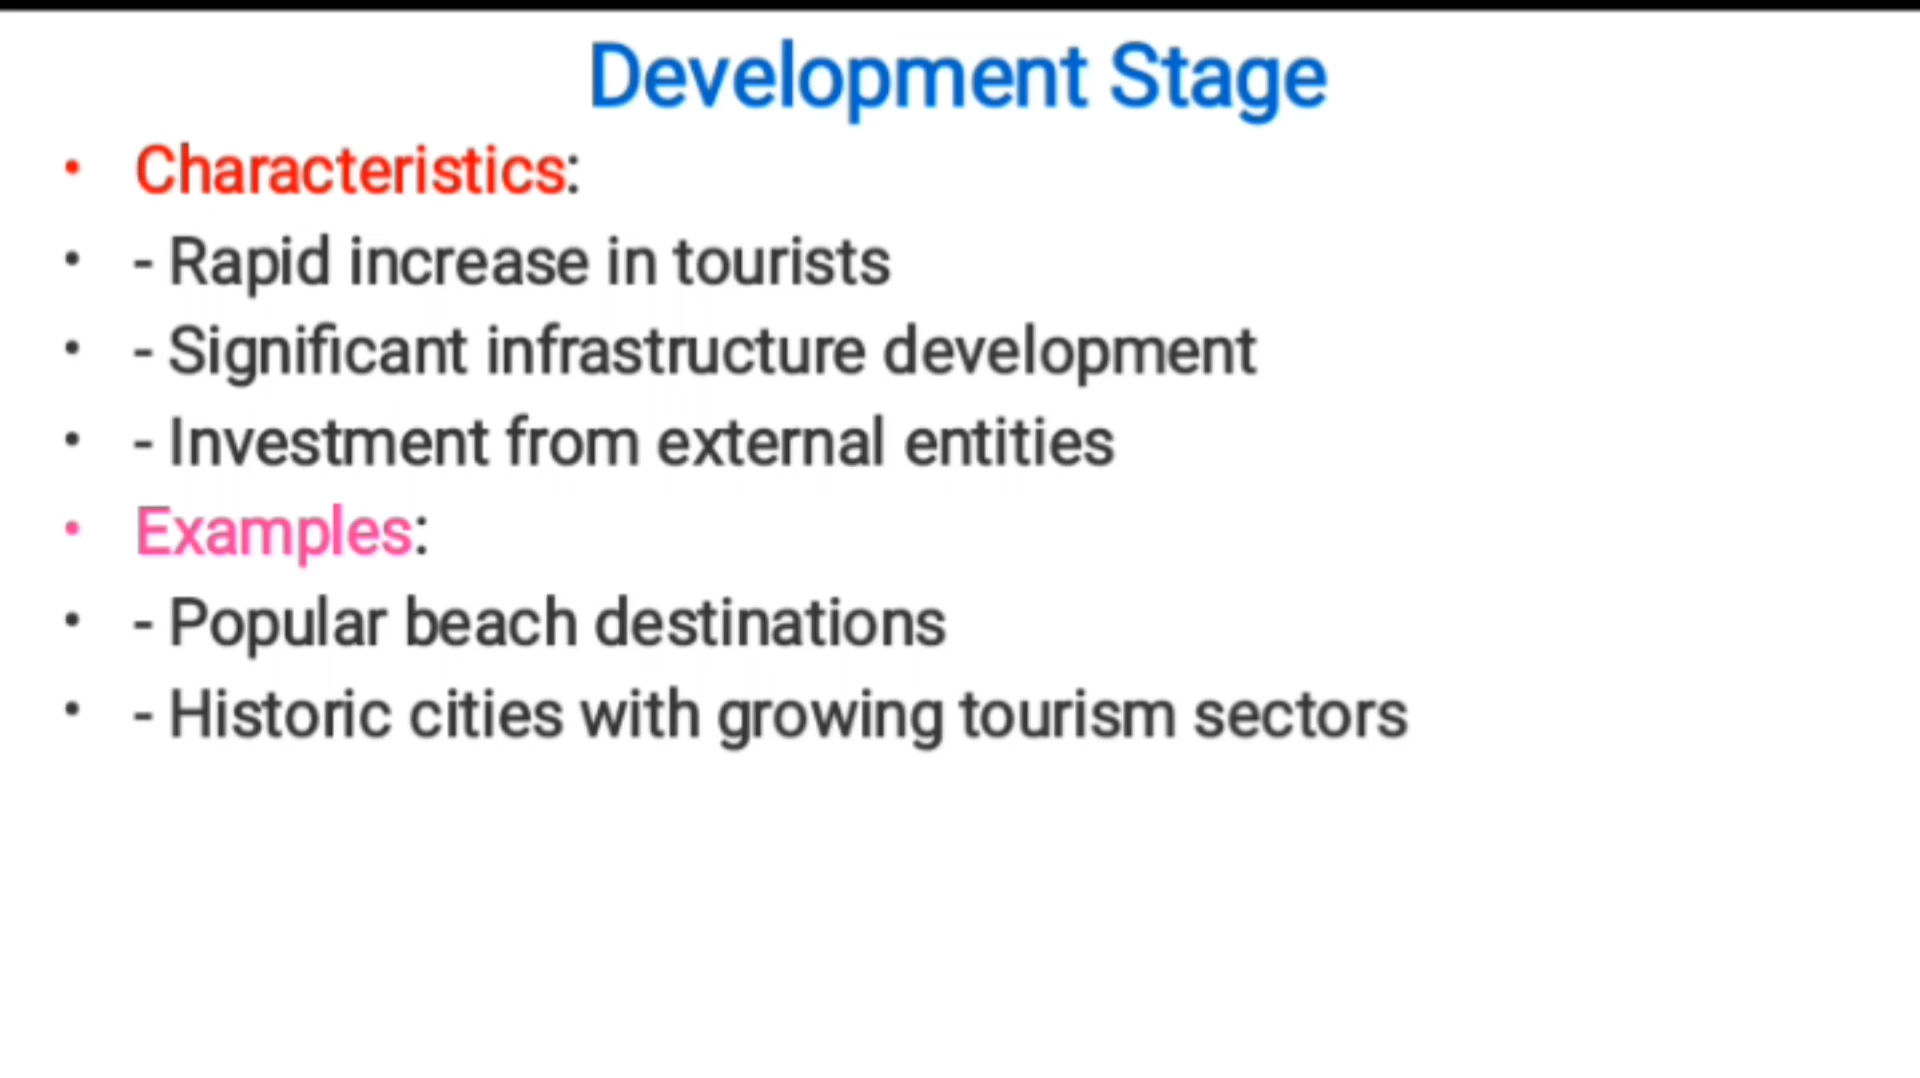 Development Stage
• Characteristics:
• - Rapid increase in tourists
• - Significant infrastructure development
• - Investment from external entities
• Examples:
• - Popular beach destinations
• - Historic cities with growing tourism sectors